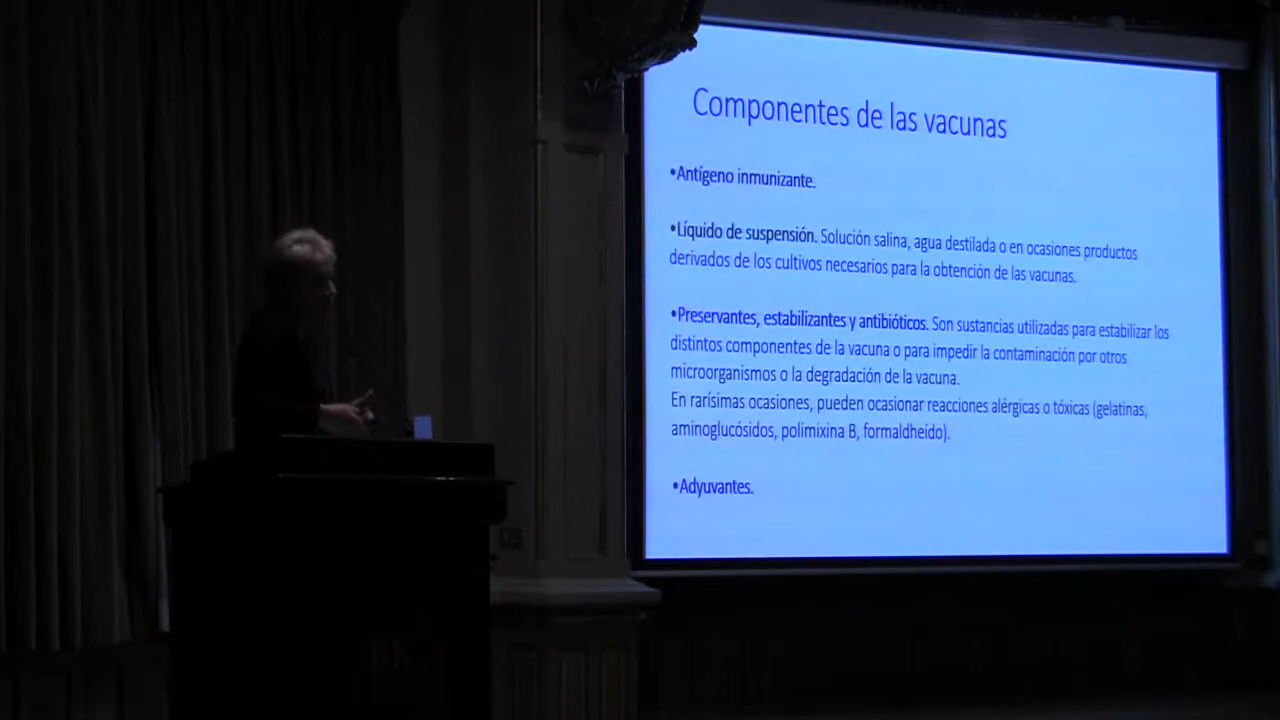 Componentes de las vacunas
•Antígeno inmunizante.
•Líquido de suspensión. Solución salina, agua destilada o en ocasiones productos
derivados de los cultivos necesarios para la obtención de las vacunas.
•Preservantes, estabilizantes y antibióticos. Son sustancias utilizadas para estabilizar los
distintos componentes de la vacuna o para impedir la contaminación por otros
microorganismos o la degradación de la vacuna.
En rarísimas ocasiones, pueden ocasionar reacciones alérgicas o tóxicas (gelatinas,
aminoglucósidos, polimixina B, formaldheído).
•Adyuvantes.